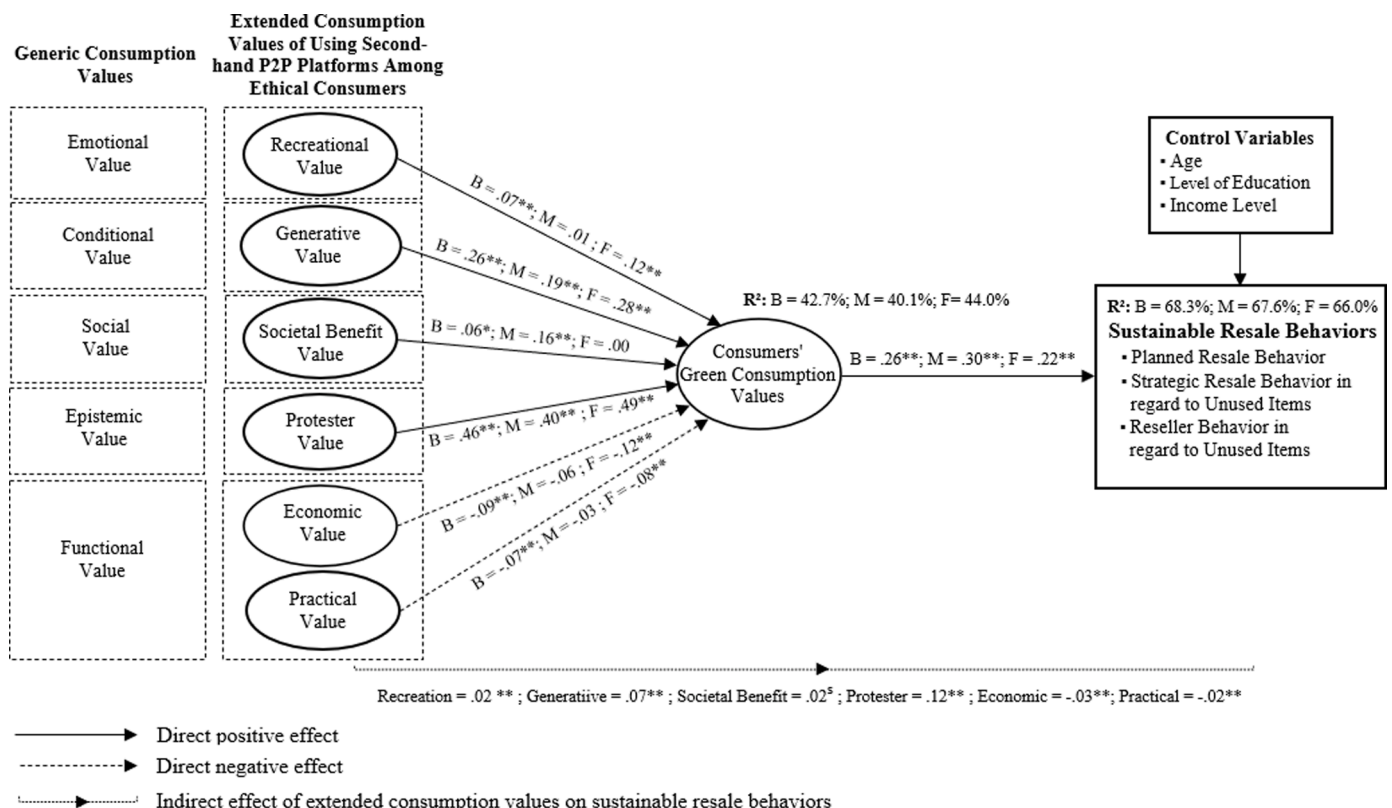 Generic Consumption
Values
Extended Consumption
Values of Using Second-
hand P2P Platforms Among
Ethical Consumers
Emotional
Value
Recreational
Value
Conditional
Value
Generative
Value
Social
Value
Societal Benefit
Value
Epistemic
Value
Protester
Value
Functional
Value
Economic
Value
Practical
Value
B = .07**; M = .01 ; F = .12**
B = .26**; M = .19**; F = .28**
B = .06*; M = .16**; F = .00
B = .46**; M = .40** ; F = .49**
B = -.09**; M = -.06 ; F = -.12**
B = -.07**; M = -.03 ; F = -.08**
R²: B = 42.7%; M = 40.1%; F= 44.0%
Consumers'
Green Consumption
Values
B = .26**; M = .30**; F = .22**
Control Variables
▪ Age
▪ Level of Education
▪ Income Level
R²: B = 68.3%; M = 67.6%; F = 66.0%
Sustainable Resale Behaviors
▪ Planned Resale Behavior
▪ Strategic Resale Behavior in
regard to Unused Items
▪ Reseller Behavior in
regard to Unused Items
Recreation = .02 ** ; Generatiive = .07** ; Societal Benefit = .02$ ; Protester = .12** ; Economic = -.03**; Practical = -.02**
Direct positive effect
Direct negative effect
Indirect effect of extended consumption values on sustainable resale behaviors